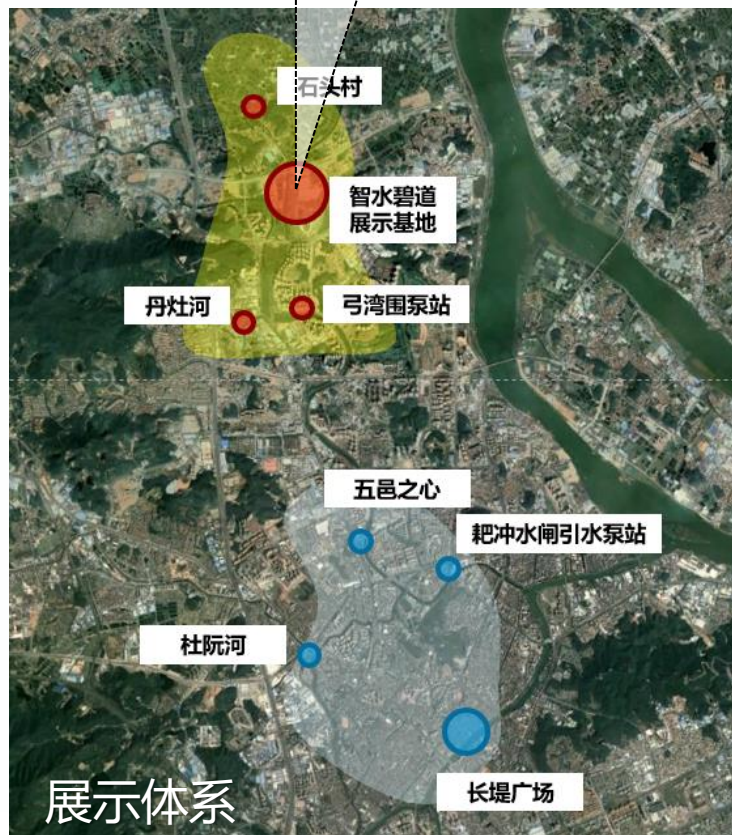 石头村
智水碧道
展示基地
丹灶河
弓湾围泵站
五邑之心
耙冲水闸引水泵站
杜阮河
长堤广场
展示体系